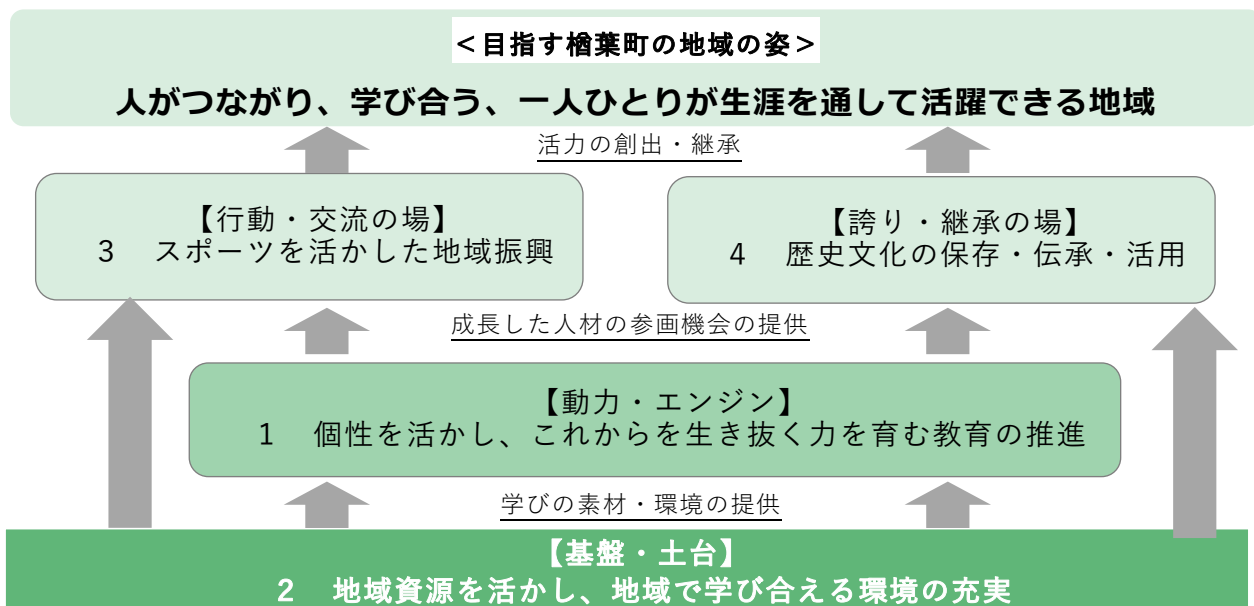 ＜目指す楢葉町の地域の姿＞
人がつながり、学び合う、一人ひとりが生涯を通して活躍できる地域
活力の創出・継承
【行動・交流の場】
3　スポーツを活かした地域振興
【誇り・継承の場】
4　歴史文化の保存・伝承・活用
成長した人材の参画機会の提供
【動力・エンジン】
1　個性を活かし、これからを生き抜く力を育む教育の推進
学びの素材・環境の提供
【基盤・土台】
2　地域資源を活かし、地域で学び合える環境の充実